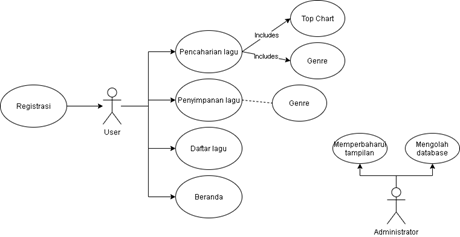 Top Chart
Includes
Pencaharian lagu
Includes
Genre
Registrasi
User
Penyimpanan lagu
Genre
Daftar lagu
Memperbaharui
tampilan
Mengolah
database
Beranda
Administrator